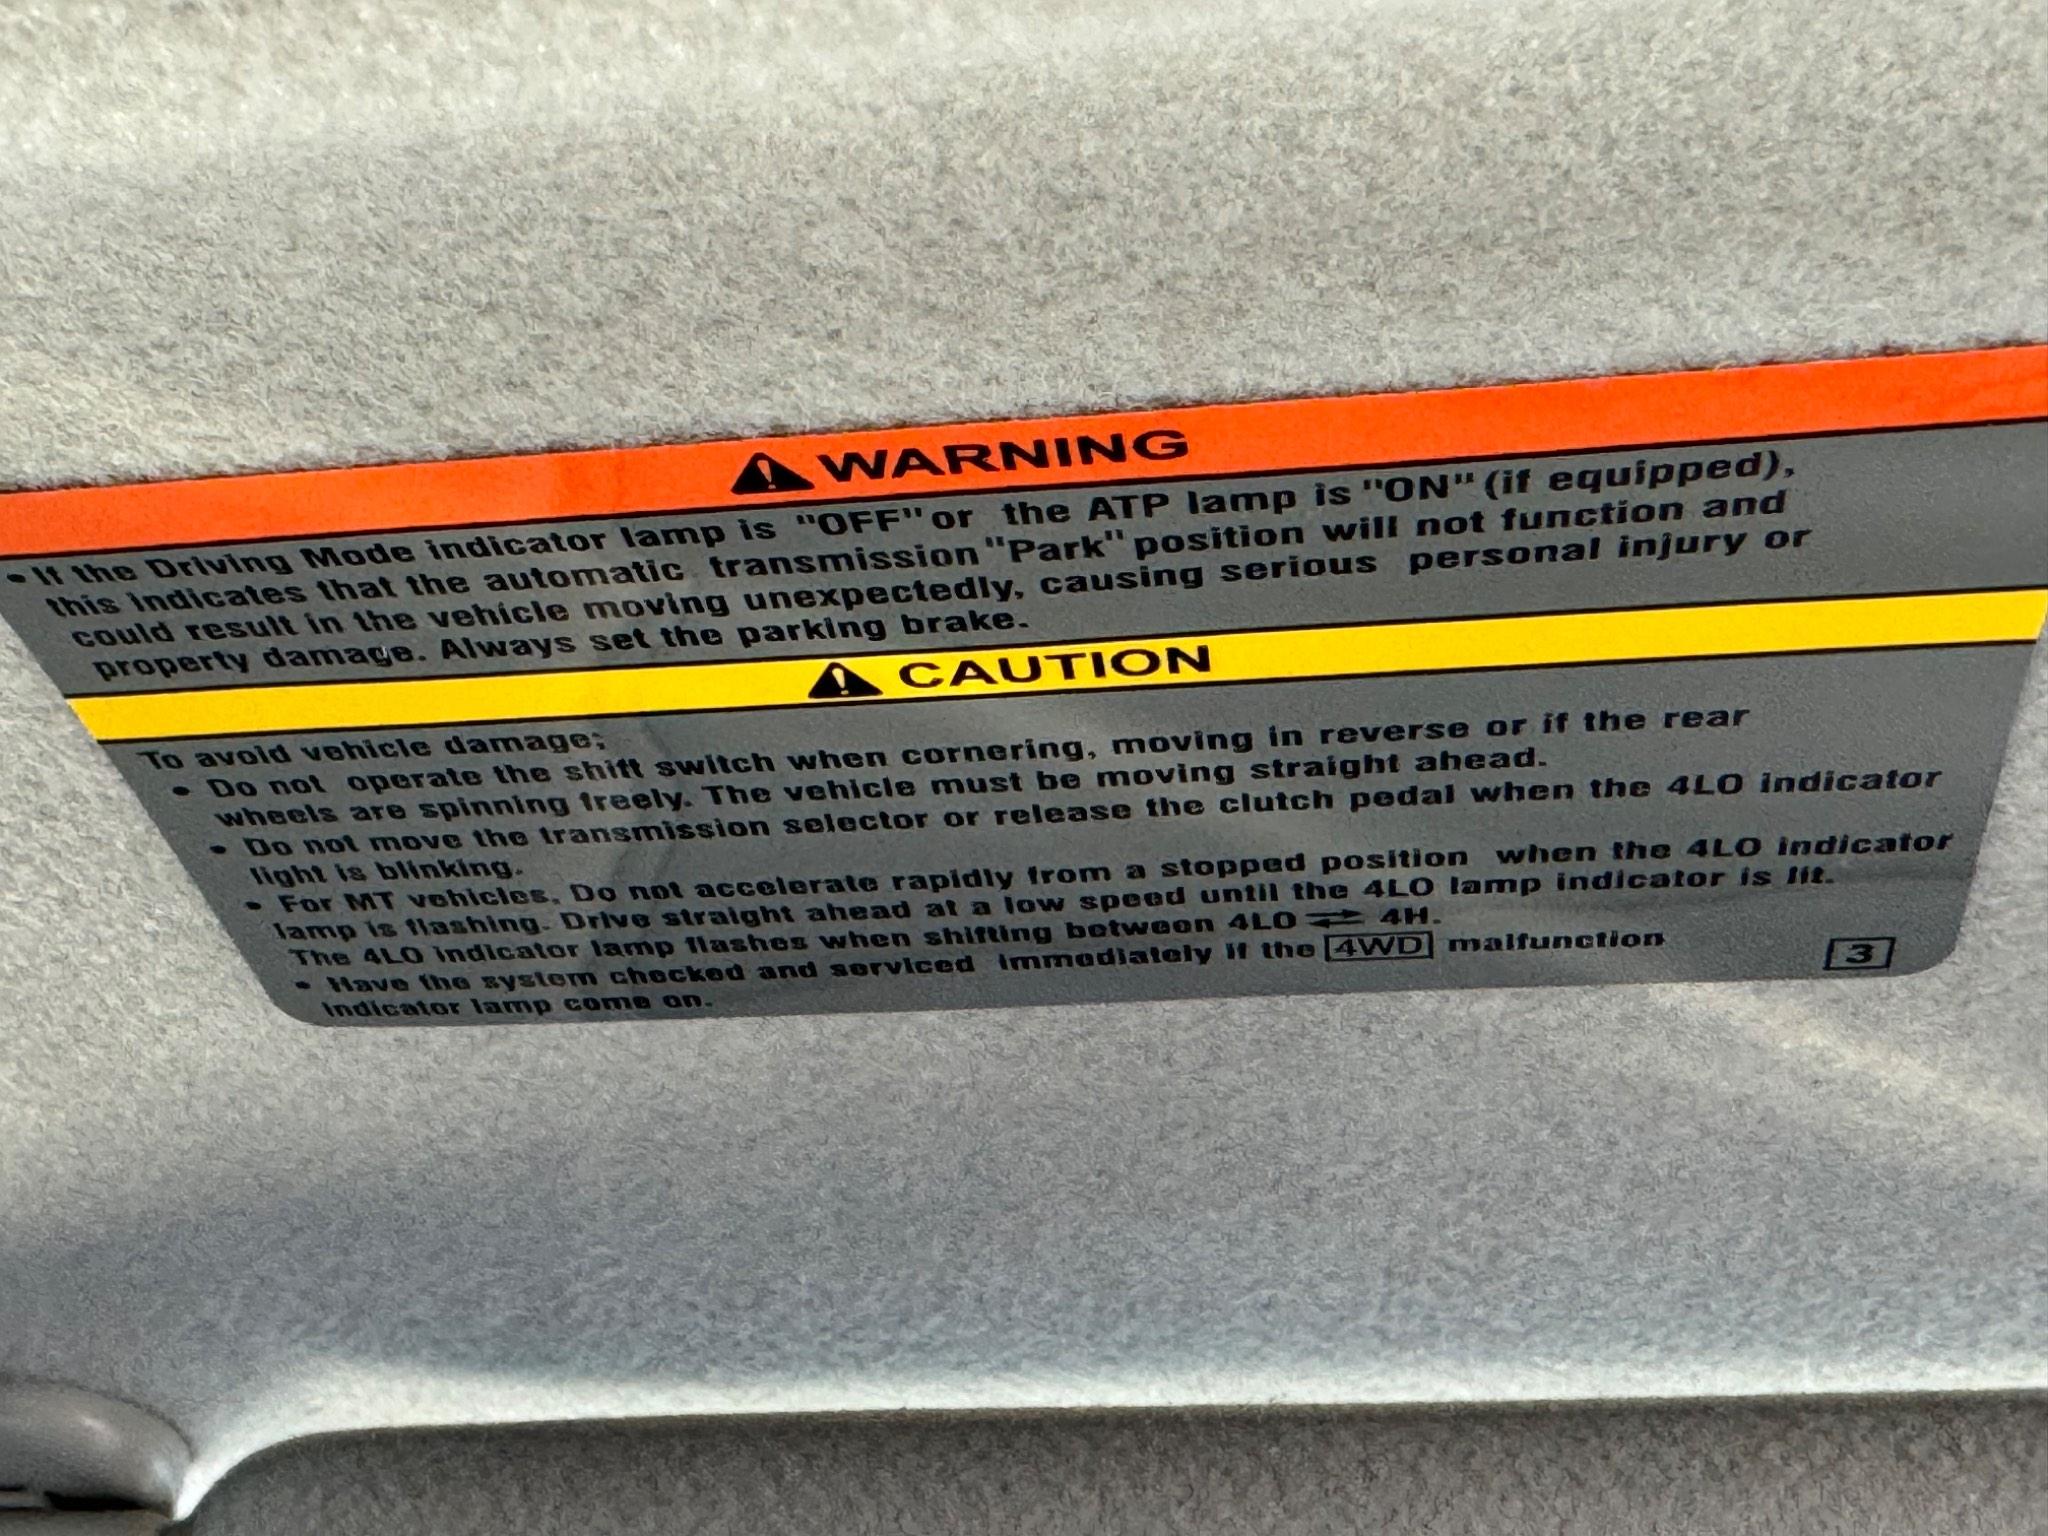 WARNING
• If the Driving Mode indicator lamp is "OFF" or the ATP lamp is "ON" (if equipped),
this indicates that the automatic transmission "Park" position will not function and
could result in the vehicle moving unexpectedly, causing serious personal injury or
property damage. Always set the parking brake.
CAUTION
To avoid vehicle damage;
• Do not operate the shift switch when cornering, moving in reverse or if the rear
wheels are spinning freely. The vehicle must be moving straight ahead.
• Do not move the transmission selector or release the clutch pedal when the 4LO indicator
light is blinking.
• For MT vehicles, Do not accelerate rapidly from a stopped position when the 4LO indicator
lamp is flashing. Drive straight ahead at a low speed until the 4LO lamp indicator is lit.
The 4LO indicator lamp flashes when shifting between 4LO ⇄ 4H.
• Have the system checked and serviced immediately if the 4WD malfunction
indicator lamp come on.
3